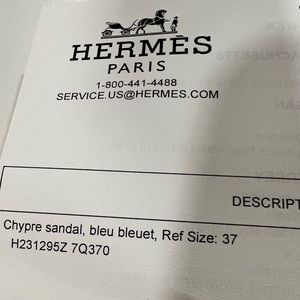 HERMÈS
PARIS
1-800-441-4488
SERVICE.US@HERMES.COM
DESCRIPT
Chypre sandal, bleu bleuet, Ref Size: 37
H231295Z 7Q370